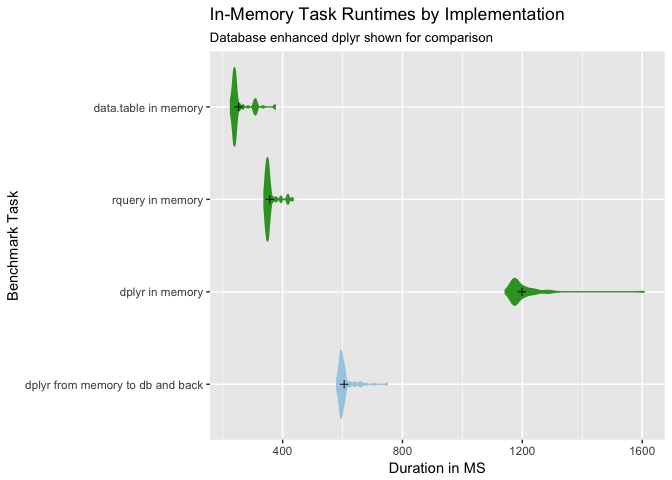 In-Memory Task Runtimes by Implementation
Database enhanced dplyr shown for comparison
Benchmark Task
data.table in memory
rquery in memory
dplyr in memory
dplyr from memory to db and back
400 800 1200 1600
Duration in MS